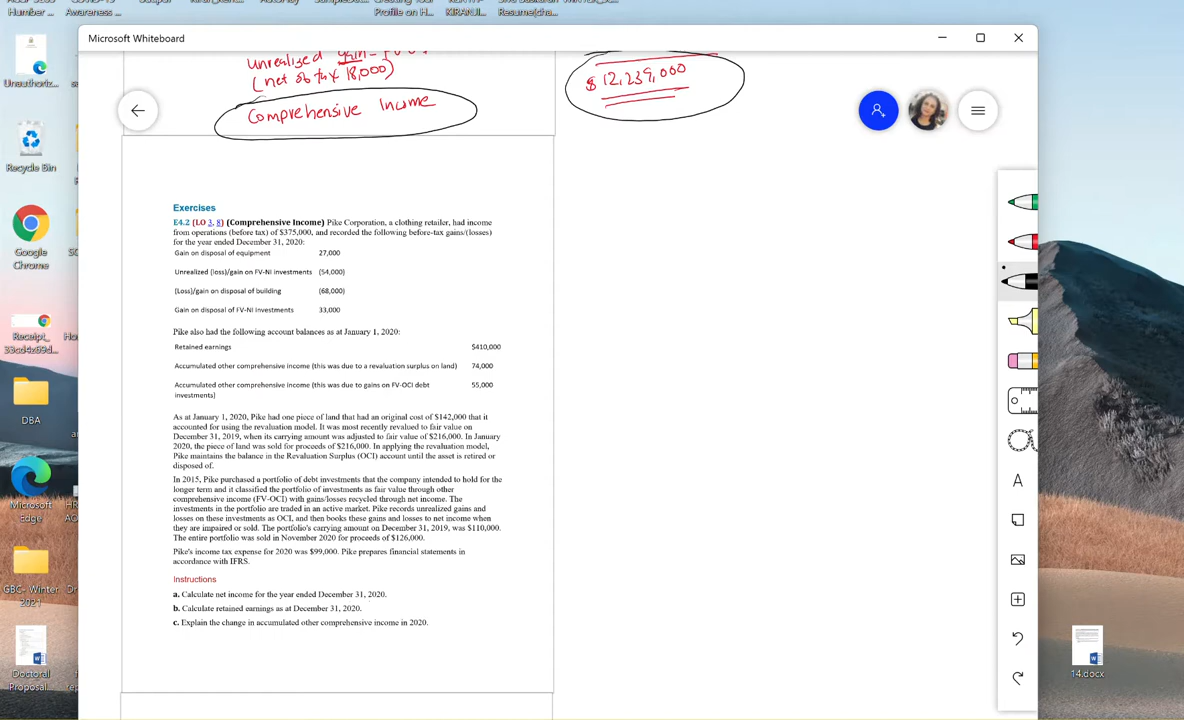 Humber ...
Awareness ...
Profile on H...
KIRANJI...
Resume[cha...
Microsoft Whiteboard
Unauthoriz...
Recycle Bin
Google
Chrome
Receipt_
33cd4z69d...
DBA
Microsoft
Edge
GBC- Winter
2021
Doctoral
Proposal...
14.docx
unrealised gain -
(net of tax 18,000)
Comprehensive Income
$ 12,239,000
Exercises
E4.2 (LO 3, 8) (Comprehensive Income) Pike Corporation, a clothing retailer, had income
from operations (before tax) of $375,000, and recorded the following before-tax gains/(losses)
for the year ended December 31, 2020:
Gain on disposal of equipment 27,000
Unrealized (loss)/gain on FV-NI investments (54,000)
(Loss)/gain on disposal of building (68,000)
Gain on disposal of FV-NI investments 33,000
Pike also had the following account balances as at January 1, 2020:
Retained earnings $410,000
Accumulated other comprehensive income (this was due to a revaluation surplus on land) 74,000
Accumulated other comprehensive income (this was due to gains on FV-OCI debt 55,000
investments)
As at January 1, 2020, Pike had one piece of land that had an original cost of $142,000 that it
accounted for using the revaluation model. It was most recently revalued to fair value on
December 31, 2019, when its carrying amount was adjusted to fair value of $216,000. In January
2020, the piece of land was sold for proceeds of $216,000. In applying the revaluation model,
Pike maintains the balance in the Revaluation Surplus (OCI) account until the asset is retired or
disposed of.
In 2015, Pike purchased a portfolio of debt investments that the company intended to hold for the
longer term and it classified the portfolio of investments as fair value through other
comprehensive income (FV-OCI) with gains/losses recycled through net income. The
investments in the portfolio are traded in an active market. Pike records unrealized gains and
losses on these investments as OCI, and then books these gains and losses to net income when
they are impaired or sold. The portfolio's carrying amount on December 31, 2019, was $110,000.
The entire portfolio was sold in November 2020 for proceeds of $126,000.
Pike's income tax expense for 2020 was $99,000. Pike prepares financial statements in
accordance with IFRS.
Instructions
a. Calculate net income for the year ended December 31, 2020.
b. Calculate retained earnings as at December 31, 2020.
c. Explain the change in accumulated other comprehensive income in 2020.
A